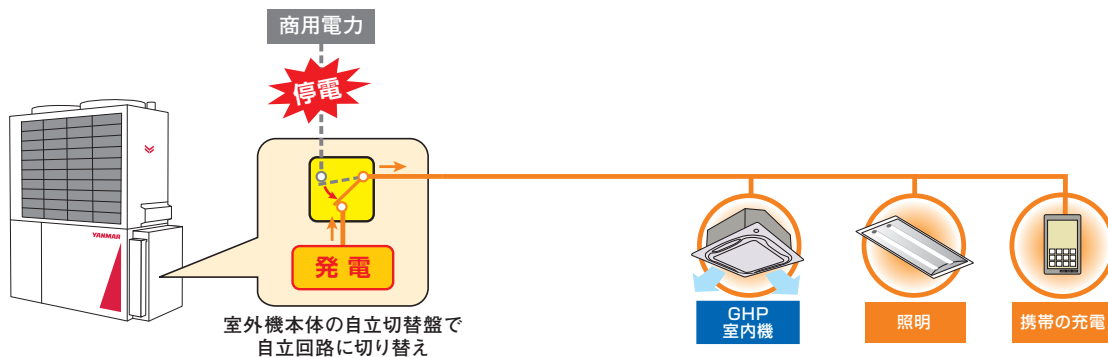 商用電力
停電
YANMAR
発電
室外機本体の自立切替盤で
自立回路に切り替え
GHP
室内機
照明
携帯の充電